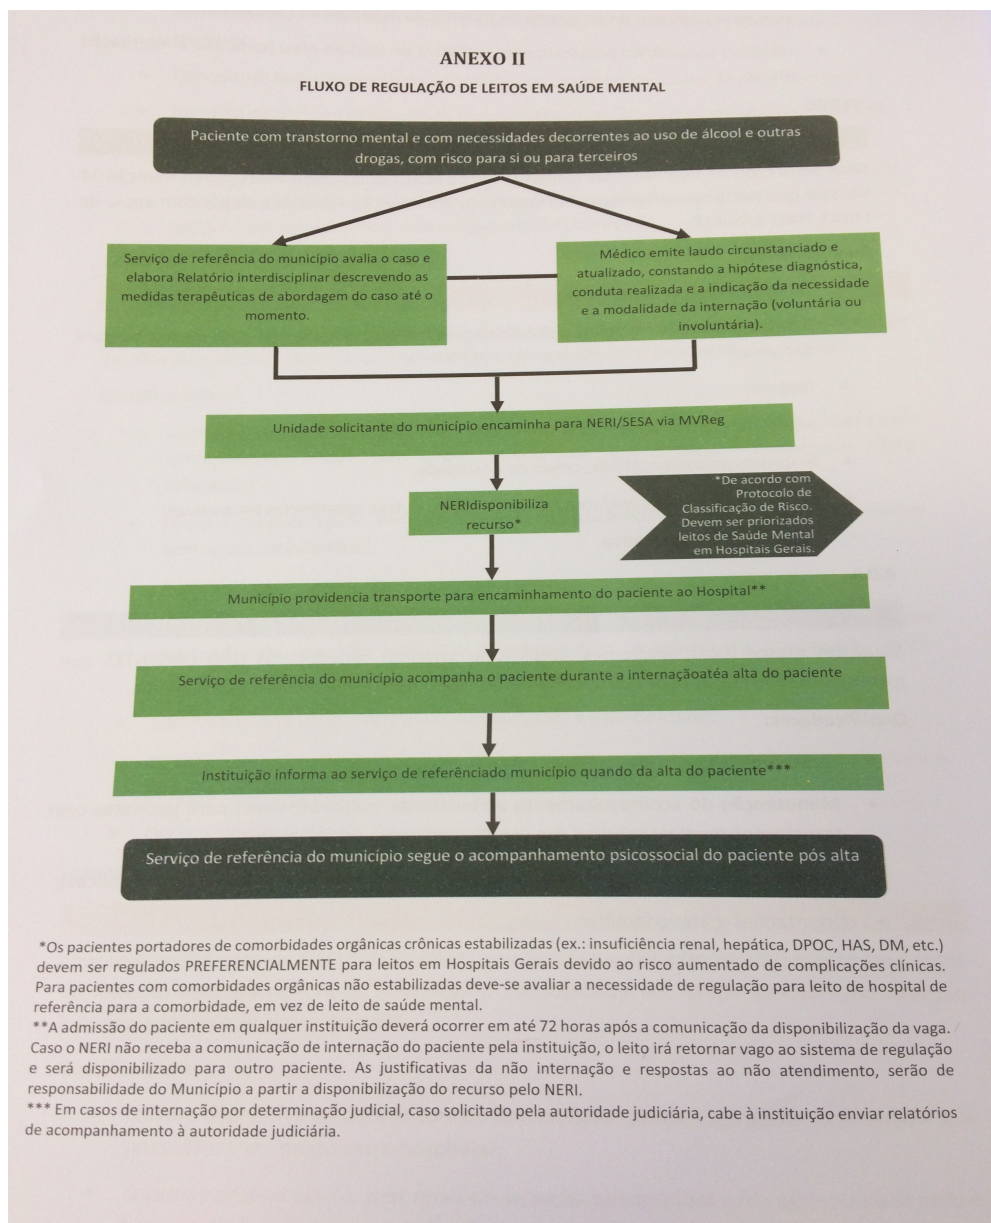 ANEXO II
FLUXO DE REGULAÇÃO DE LEITOS EM SAÚDE MENTAL
Paciente com transtorno mental e com necessidades decorrentes ao uso de álcool e outras
drogas, com risco para si ou para terceiros
Serviço de referência do município avalia o caso e
elabora Relatório interdisciplinar descrevendo as
medidas terapêuticas de abordagem do caso até o
momento.
Médico emite laudo circunstanciado e
atualizado, constando a hipótese diagnóstica,
conduta realizada e a indicação da necessidade
e a modalidade da internação (voluntária ou
involuntária).
Unidade solicitante do município encaminha para NERI/SESA via MVReg
NERIdisponibiliza
recurso*
*De acordo com
Protocolo de
Classificação de Risco.
Devem ser priorizados
leitos de Saúde Mental
em Hospitais Gerais.
Município providencia transporte para encaminhamento do paciente ao Hospital**
Serviço de referência do município acompanha o paciente durante a internaçãoatéa alta do paciente
Instituição informa ao serviço de referênciado município quando da alta do paciente***
Serviço de referência do município segue o acompanhamento psicossocial do paciente pós alta
*Os pacientes portadores de comorbidades orgânicas crônicas estabilizadas (ex.: insuficiência renal, hepática, DPOC, HAS, DM, etc.)
devem ser regulados PREFERENCIALMENTE para leitos em Hospitais Gerais devido ao risco aumentado de complicações clínicas.
Para pacientes com comorbidades orgânicas não estabilizadas deve-se avaliar a necessidade de regulação para leito de hospital de
referência para a comorbidade, em vez de leito de saúde mental.
**A admissão do paciente em qualquer instituição deverá ocorrer em até 72 horas após a comunicação da disponibilização da vaga.
Caso o NERI não receba a comunicação de internação do paciente pela instituição, o leito irá retornar vago ao sistema de regulação
e será disponibilizado para outro paciente. As justificativas da não internação e respostas ao não atendimento, serão de
responsabilidade do Município a partir a disponibilização do recurso pelo NERI.
*** Em casos de internação por determinação judicial, caso solicitado pela autoridade judiciária, cabe à instituição enviar relatórios
de acompanhamento à autoridade judiciária.